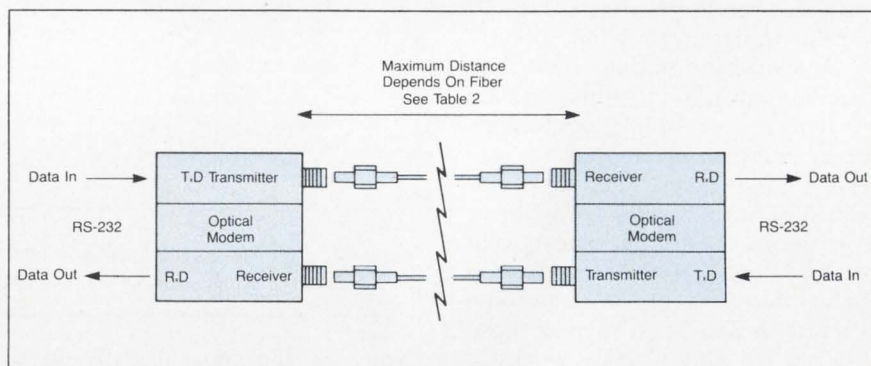 Maximum Distance
Depends On Fiber
See Table 2
Data In
TxD Transmitter
Receiver RxD
Data Out
RS-232
Optical
Modem
Optical
Modem
RS-232
Data Out
RxD Receiver
Transmitter TxD
Data In